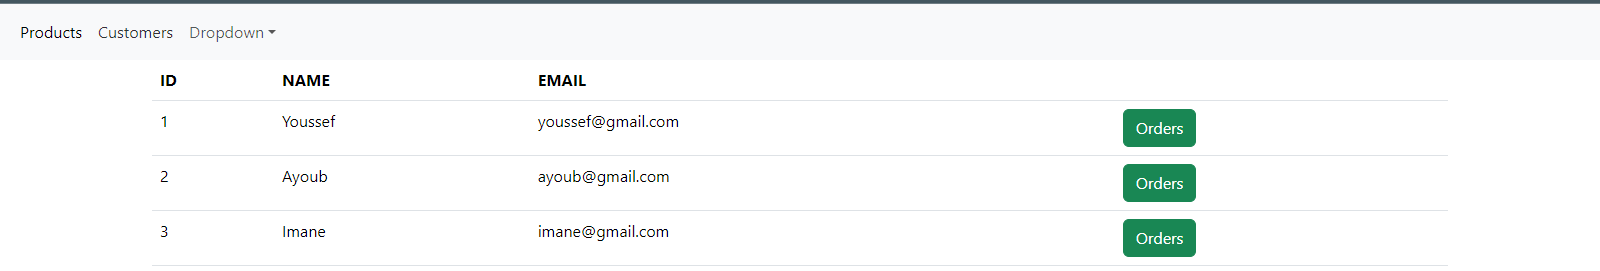 Products Customers Dropdown
ID NAME EMAIL
1 Youssef youssef@gmail.com Orders
2 Ayoub ayoub@gmail.com Orders
3 Imane imane@gmail.com Orders